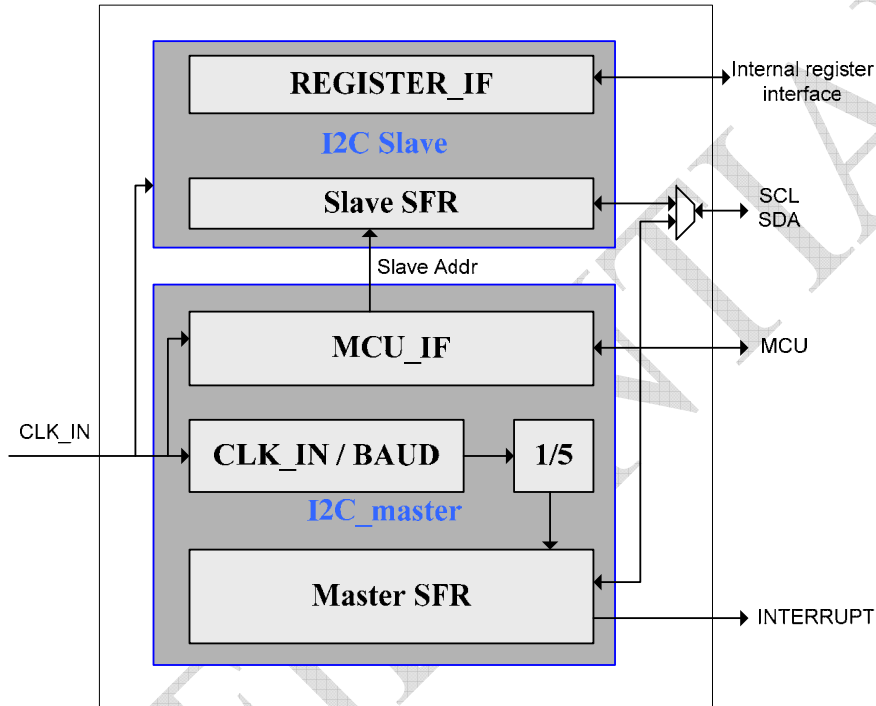 REGISTER_IF
Internal register
interface
I2C Slave
Slave SFR
SCL
SDA
Slave Addr
MCU_IF
MCU
CLK_IN
CLK_IN / BAUD
1/5
I2C_master
Master SFR
INTERRUPT